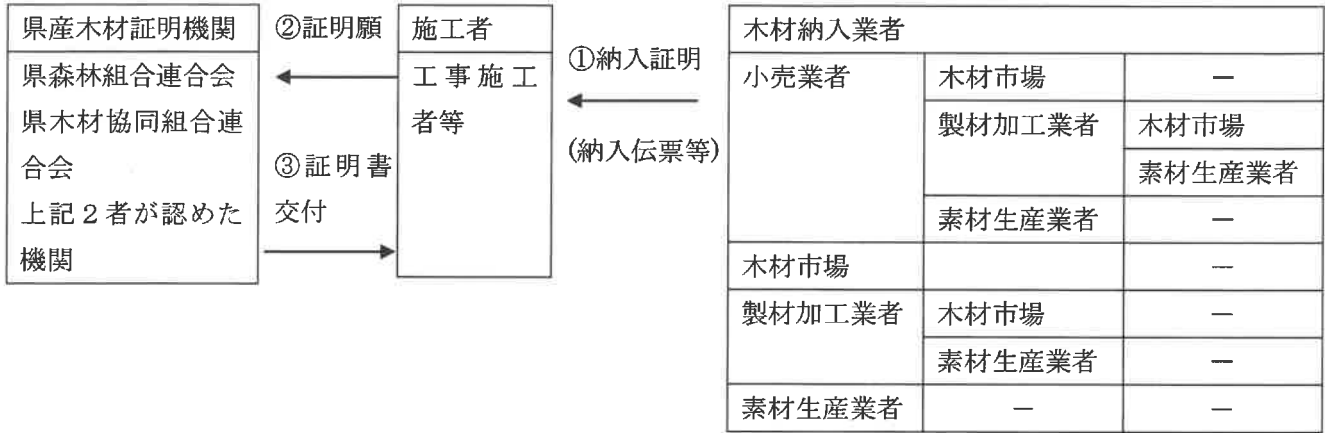 県産木材証明機関
県森林組合連合会
県木材協同組合連
合会
上記２者が認めた
機関
②証明願
③証明書
交付
施工者
工事施工
者等
①納入証明
(納入伝票等)
木材納入業者
小売業者 木材市場 －
製材加工業者 木材市場
素材生産業者
素材生産業者 －
木材市場 －
製材加工業者 木材市場 －
素材生産業者 －
素材生産業者 － －